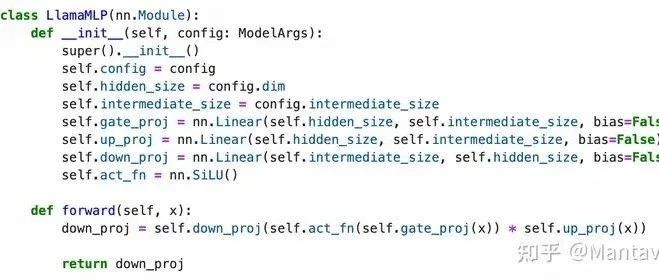 class LlamaMLP(nn.Module):
    def __init__(self, config: ModelArgs):
        super().__init__()
        self.config = config
        self.hidden_size = config.dim
        self.intermediate_size = config.intermediate_size
        self.gate_proj = nn.Linear(self.hidden_size, self.intermediate_size, bias=Fals
        self.up_proj = nn.Linear(self.hidden_size, self.intermediate_size, bias=False)
        self.down_proj = nn.Linear(self.intermediate_size, self.hidden_size, bias=Fals
        self.act_fn = nn.SiLU()
    def forward(self, x):
        down_proj = self.down_proj(self.act_fn(self.gate_proj(x)) * self.up_proj(x))
        return down_proj
知乎 @Mantav